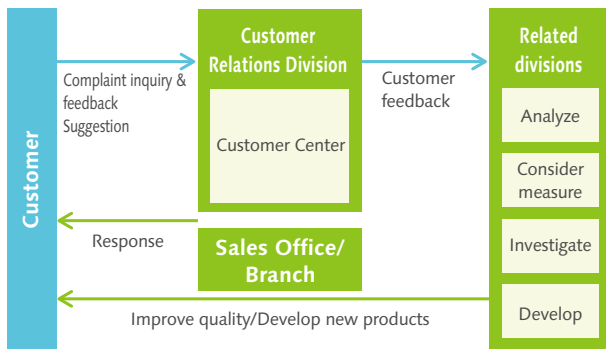 Customer
Complaint inquiry &
feedback
Suggestion
Response
Customer
Relations Division
Customer Center
Sales Office/
Branch
Customer
feedback
Related
divisions
Analyze
Consider
measure
Investigate
Develop
Improve quality/Develop new products